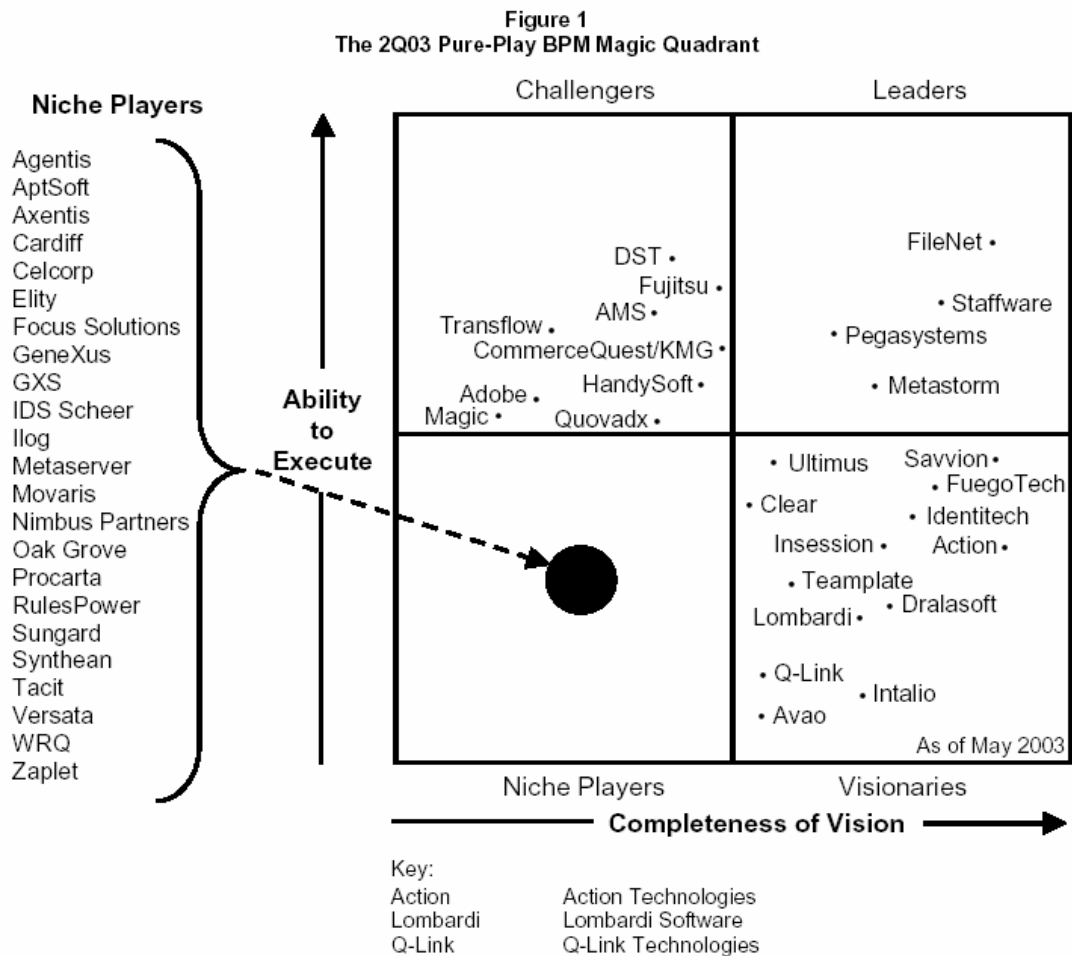 Figure 1
The 2Q03 Pure-Play BPM Magic Quadrant
Niche Players
Agentis
AptSoft
Axentis
Cardiff
Celcorp
Elity
Focus Solutions
GeneXus
GXS
IDS Scheer
Ilog
Metaserver
Movaris
Nimbus Partners
Oak Grove
Procarta
RulesPower
Sungard
Synthean
Tacit
Versata
WRQ
Zaplet
Ability
to
Execute
Challengers
Leaders
DST
Fujitsu
AMS
Transflow
CommerceQuest/KMG
HandySoft
Adobe
Magic
Quovadx
FileNet
Staffware
Pegasystems
Metastorm
Ultimus
Savvion
FuegoTech
Clear
Identitech
Insession
Action
Teamplate
Dralasoft
Lombardi
Q-Link
Intalio
Avao
As of May 2003
Niche Players
Visionaries
Completeness of Vision
Key:
Action Action Technologies
Lombardi Lombardi Software
Q-Link Q-Link Technologies